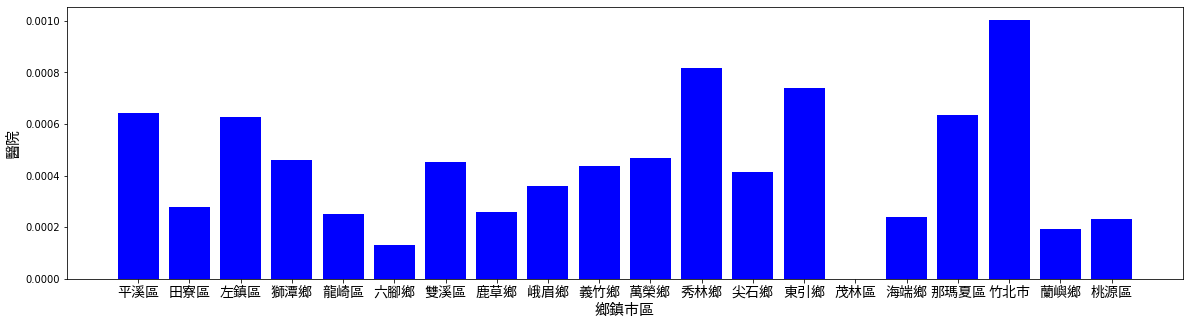 0.0010
0.0008
0.0006
0.0004
0.0002
0.0000
醫院
平溪區 田寮區 左鎮區 獅潭鄉 龍崎區 六腳鄉 雙溪區 鹿草鄉 峨眉鄉 義竹鄉 萬榮鄉 秀林鄉 尖石鄉 東引鄉 茂林區 海端鄉 那瑪夏區 竹北市 蘭嶼鄉 桃源區
鄉鎮市區